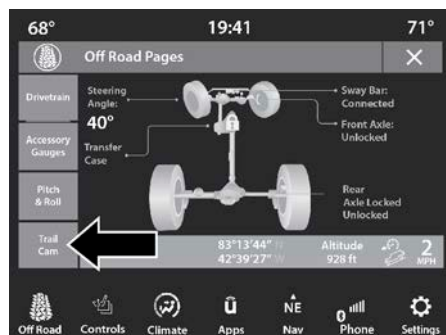 68°
19:41
71°
Off Road Pages
Drivetrain
Steering
Angle:
40°
Sway Bar:
Connected
Accessory
Gauges
Transfer
Case
Front Axle:
Unlocked
Pitch
& Roll
Rear
Axle Locked
Unlocked
Trail
Cam
83°13'44" N
42°39'27" W
Altitude
928 ft
2
MPH
Off Road
Controls
Climate
û
Apps
NE
Nav
Phone
Settings